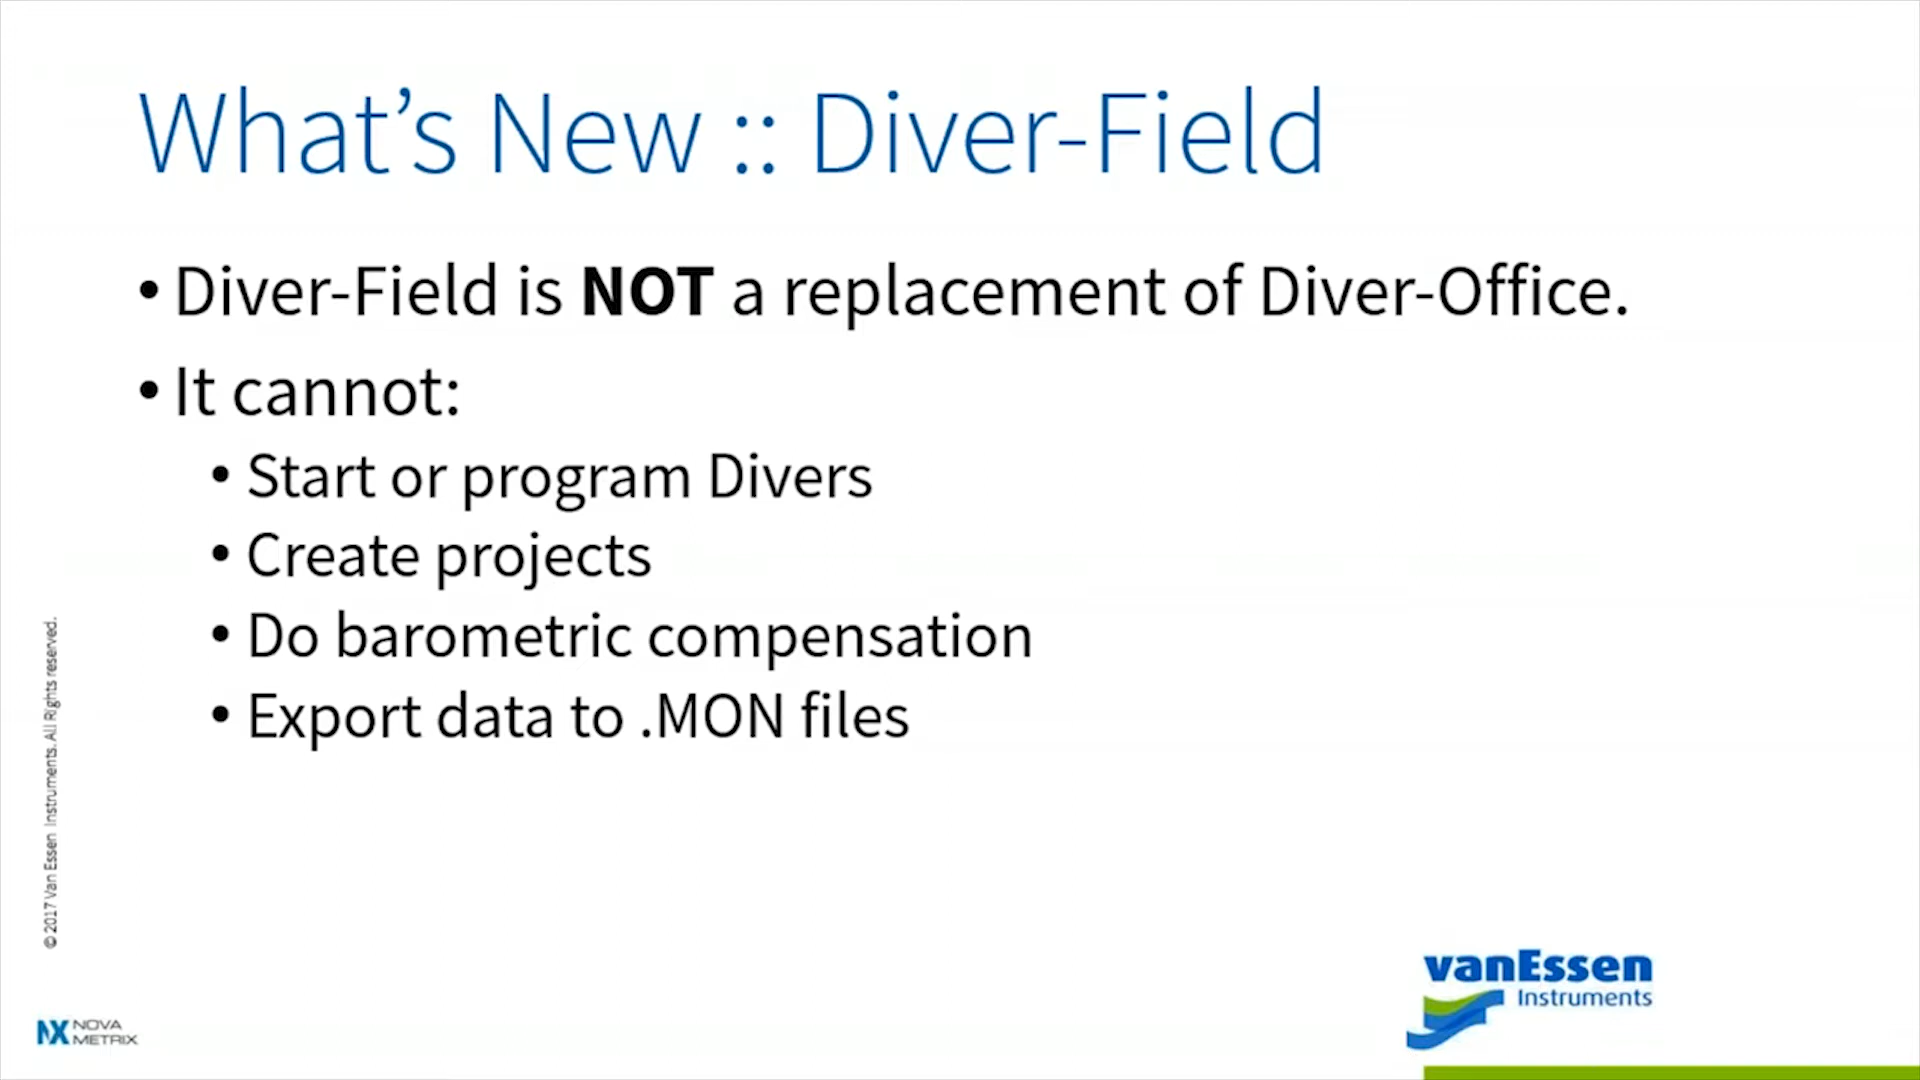 What’s New :: Diver-Field
• Diver-Field is NOT a replacement of Diver-Office.
• It cannot:
• Start or program Divers
• Create projects
• Do barometric compensation
• Export data to .MON files
© 2017 Van Essen Instruments. All Rights reserved.
NX NOVA
METRIX
vanEssen
Instruments